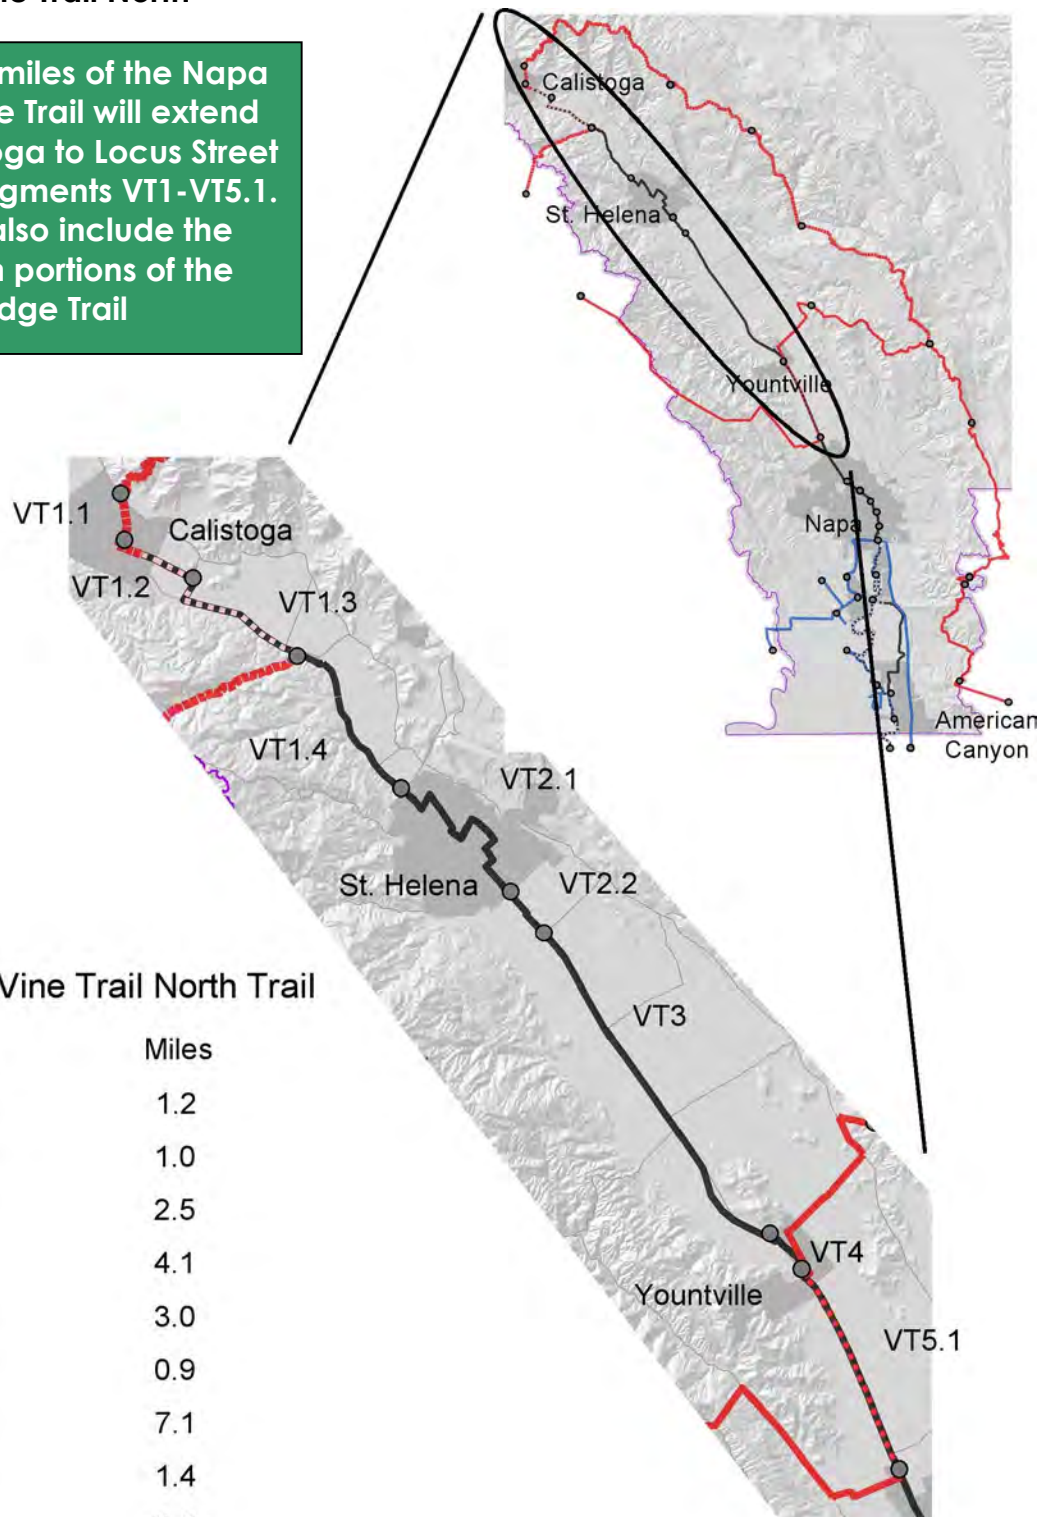 miles of the Napa
Trail will extend
to Locus Street
VT1-VT5.1.
also include the
portions of the
Trail
Calistoga
St. Helena
Yountville
Napa
American
Canyon
VT1.1
Calistoga
VT1.2
VT1.3
VT1.4
VT2.1
St. Helena
VT2.2
VT3
VT4
Yountville
VT5.1
Vine Trail North Trail
Miles
1.2
1.0
2.5
4.1
3.0
0.9
7.1
1.4